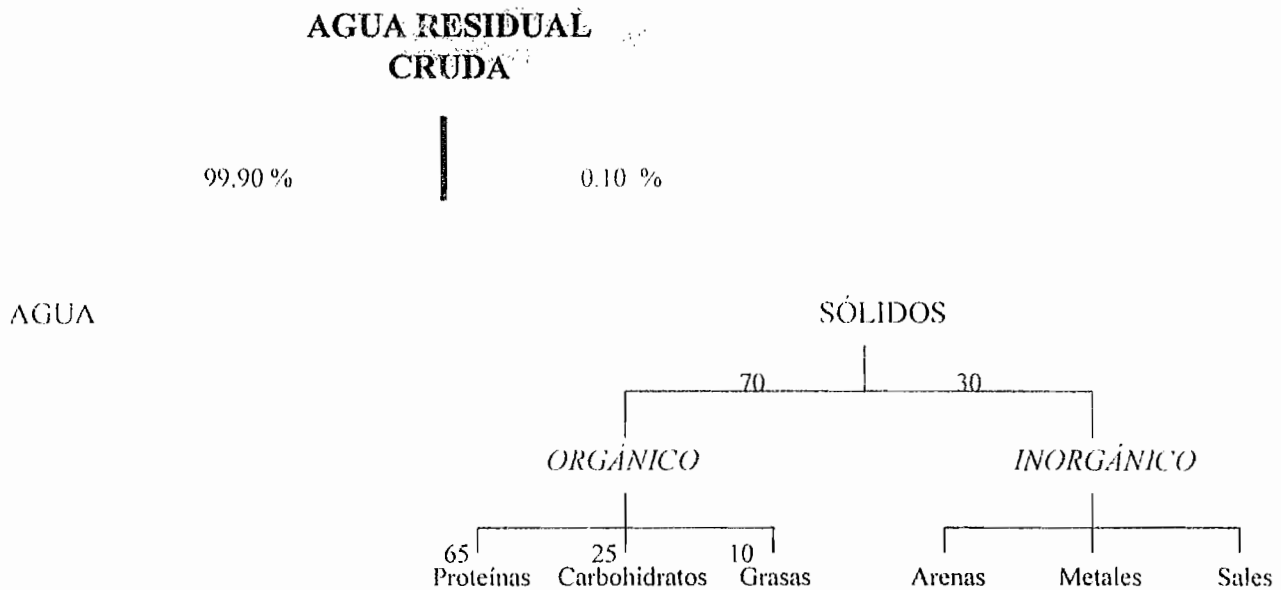 AGUA RESIDUAL
CRUDA
99,90 % 0.10 %
AGUA SÓLIDOS
70 30
ORGÁNICO INORGÁNICO
65 25 10
Proteínas Carbohidratos Grasas Arenas Metales Sales